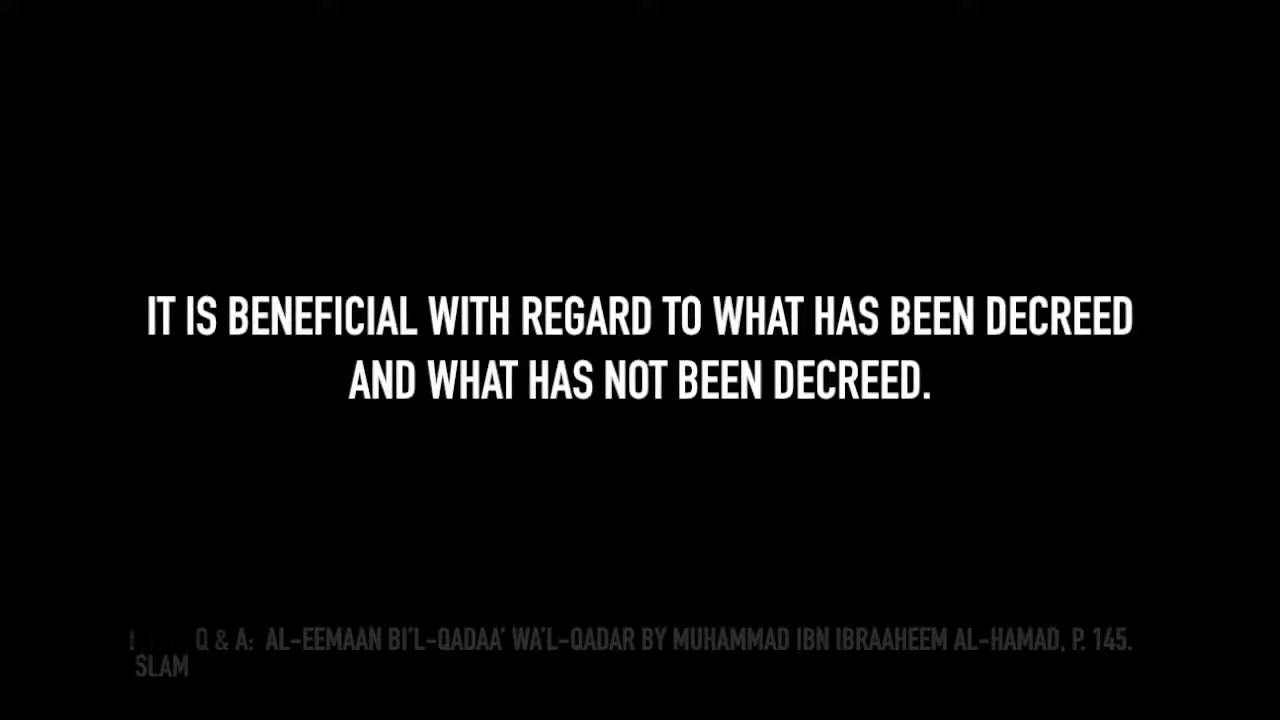 IT IS BENEFICIAL WITH REGARD TO WHAT HAS BEEN DECREED
AND WHAT HAS NOT BEEN DECREED.
I Q & A: AL-EEMAAN BI'L-QADAA' WA'L-QADAR BY MUHAMMAD IBN IBRAAHEEM AL-HAMAD, P. 145.
SLAM